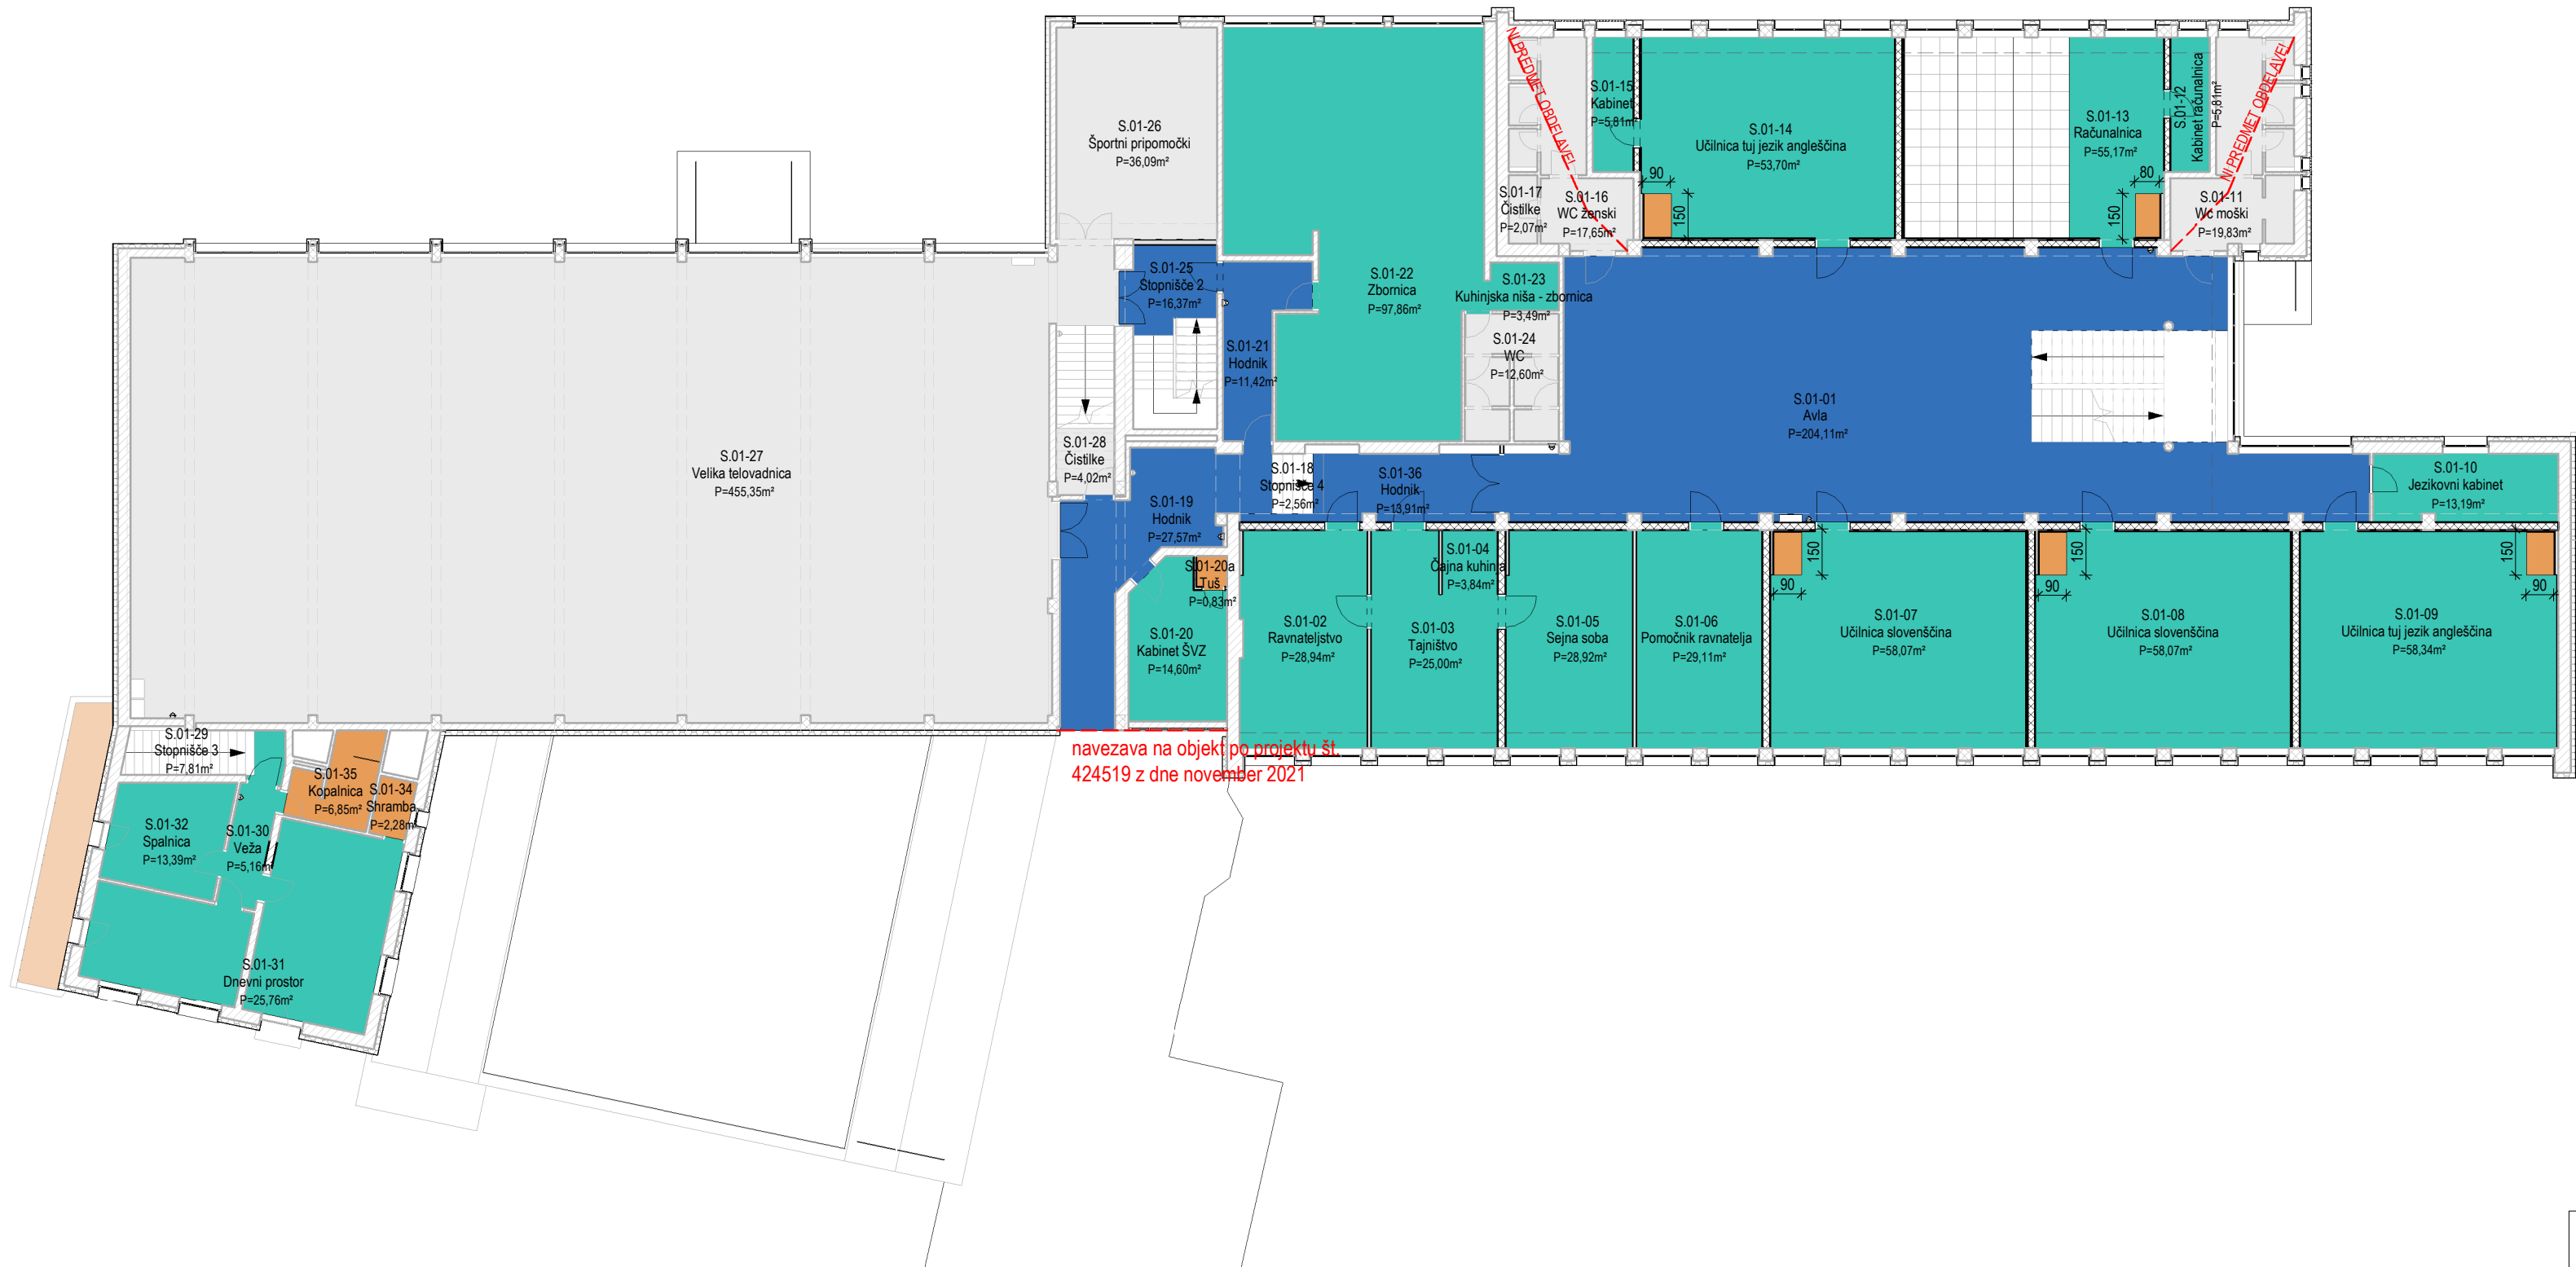 S.01-26
Športni pripomočki
P=36,09m²
NI PREDMET OBDELAVE!
S.01-15
Kabinet
P=5,81m²
S.01-14
Učilnica tuj jezik angleščina
P=53,70m²
90
150
S.01-13
Računalnica
P=55,17m²
80
150
S.01-12
Kabinet računalnica
P=5,81m²
NI PREDMET OBDELAVE!
S.01-17
Čistilke
P=2,07m²
S.01-16
WC ženski
P=17,65m²
S.01-11
Wc moški
P=19,83m²
S.01-25
Stopnišče 2
P=16,37m²
S.01-22
Zbornica
P=97,86m²
S.01-23
Kuhinjska niša - zbornica
P=3,49m²
S.01-24
WC
P=12,60m²
S.01-21
Hodnik
P=11,42m²
S.01-01
Avla
P=204,11m²
S.01-27
Velika telovadnica
P=455,35m²
S.01-28
Čistilke
P=4,02m²
S.01-18
Stopnišče 4
P=2,56m²
S.01-36
Hodnik
P=13,91m²
S.01-10
Jezikovni kabinet
P=13,19m²
S.01-19
Hodnik
P=27,57m²
S.01-20a
Tuš
P=0,83m²
S.01-20
Kabinet ŠVZ
P=14,60m²
S.01-02
Ravnateljstvo
P=28,94m²
S.01-03
Tajništvo
P=25,00m²
S.01-04
Čajna kuhinja
P=3,84m²
S.01-05
Sejna soba
P=28,92m²
S.01-06
Pomočnik ravnatelja
P=29,11m²
150
90
S.01-07
Učilnica slovenščina
P=58,07m²
150
90
S.01-08
Učilnica slovenščina
P=58,07m²
150
90
S.01-09
Učilnica tuj jezik angleščina
P=58,34m²
navezava na objekt po projektu št.
424519 z dne november 2021
S.01-29
Stopnišče 3
P=7,81m²
S.01-35
Kopalnica
P=6,85m²
S.01-34
Shramba
P=2,28m²
S.01-32
Spalnica
P=13,39m²
S.01-30
Veža
P=5,16m²
S.01-31
Dnevni prostor
P=25,76m²